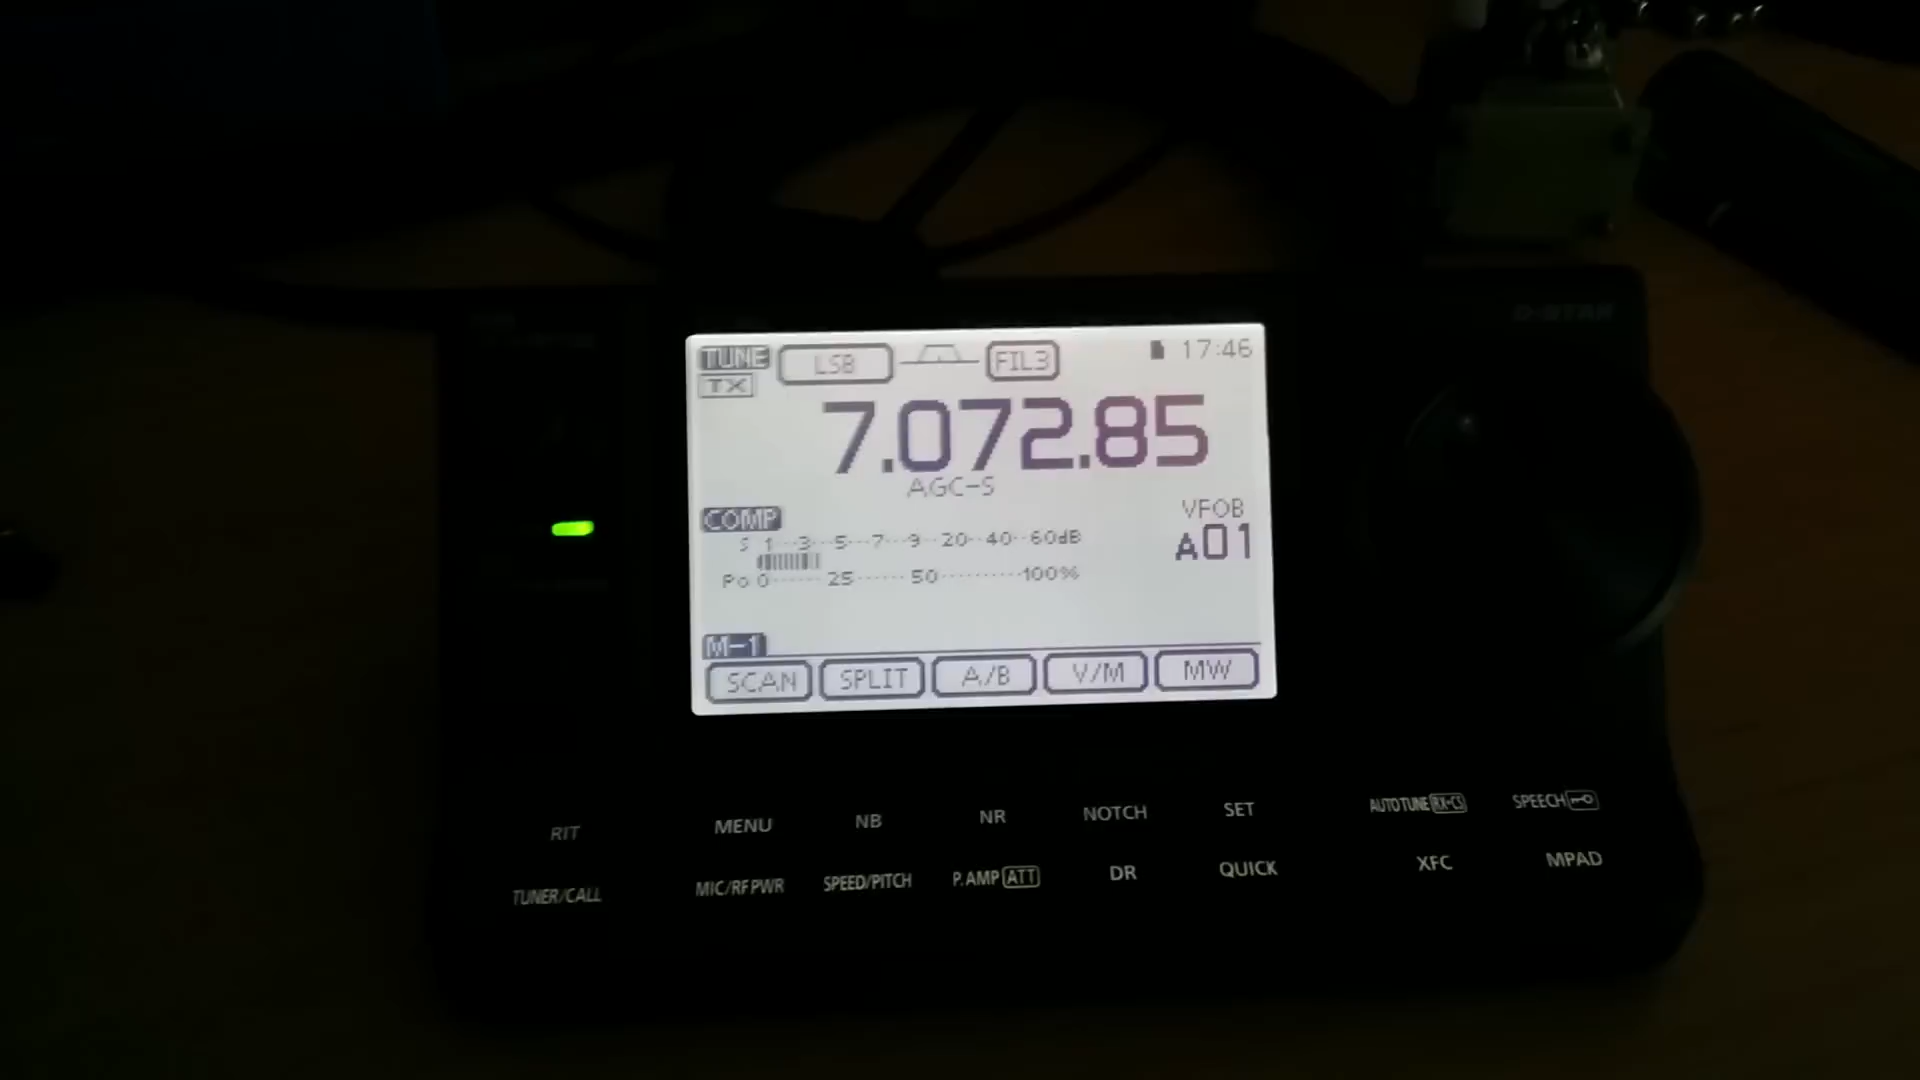 TUNE LSB FIL3 17:46
TX
7.072.85
AGC-S
VFOB
COMP
A01
S 1··3··5··7··9··20··40··60dB
Po 0······25······50·········100%
M-1
SCAN SPLIT A/B V/M MW
RIT MENU NB NR NOTCH SET AUTOTUNE RX→CS SPEECH
TUNER/CALL MIC/RF PWR SPEED/PITCH P.AMP ATT DR QUICK XFC MPAD